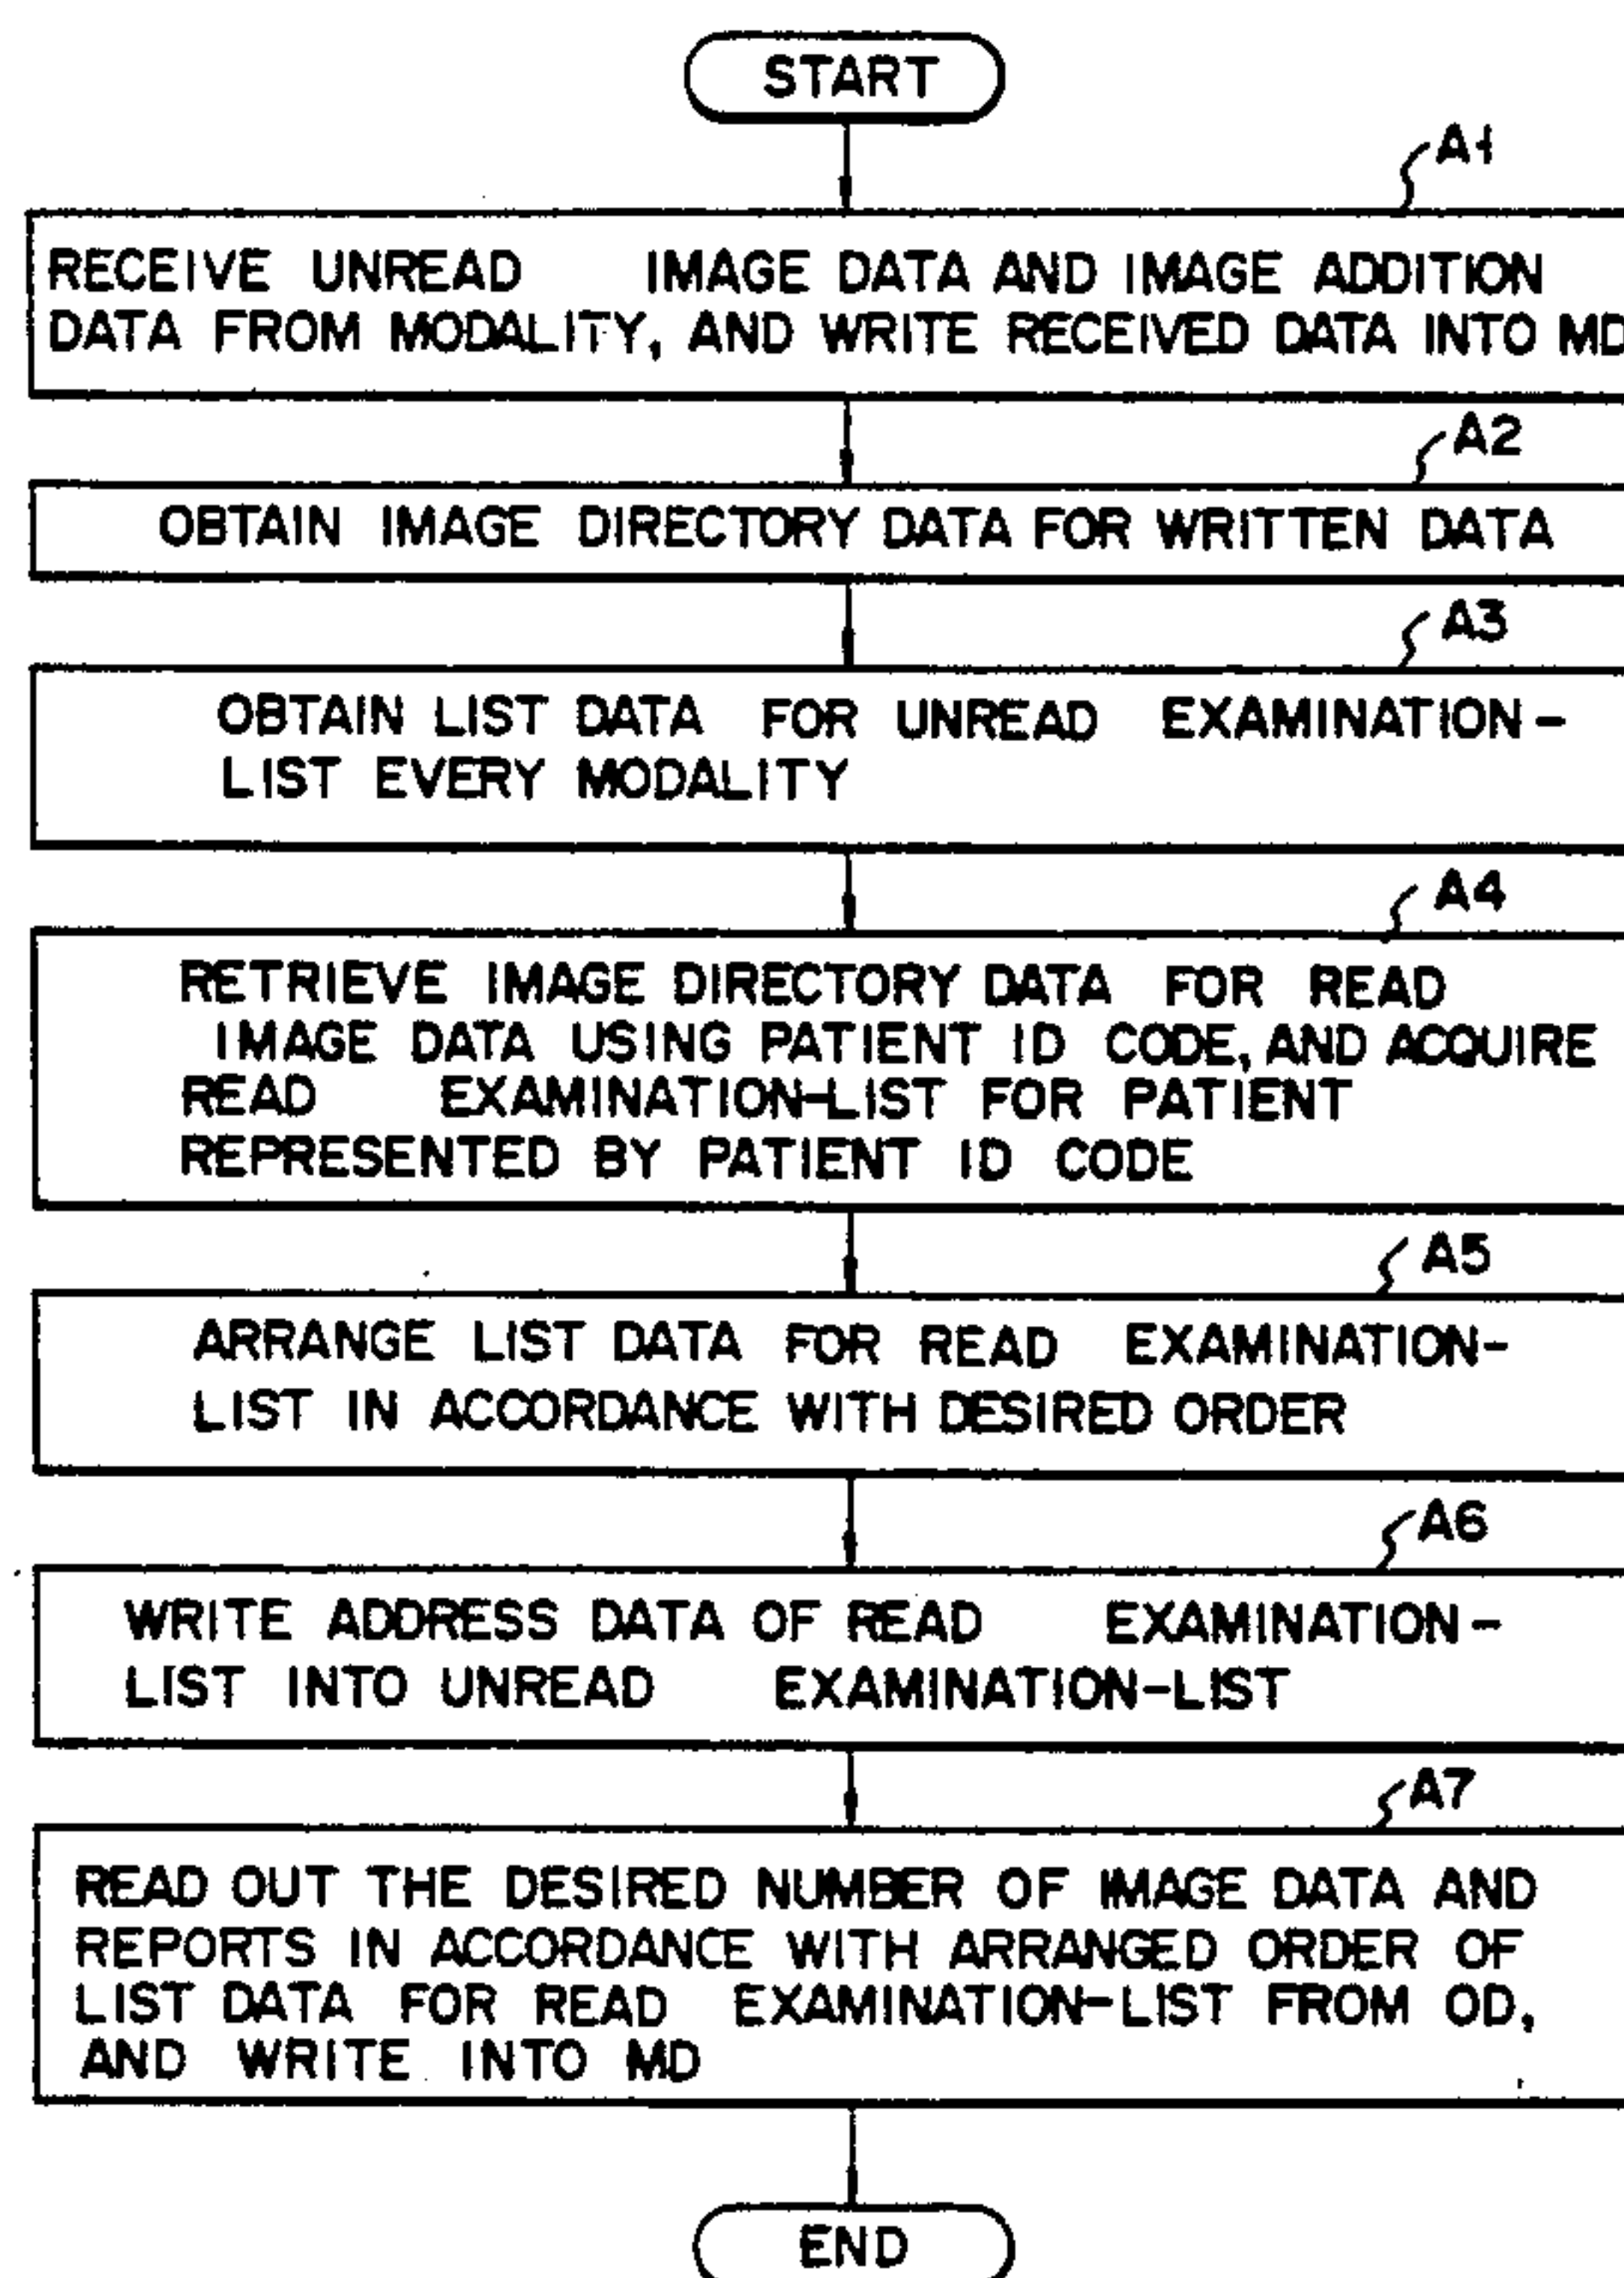 START
A1
RECEIVE UNREAD IMAGE DATA AND IMAGE ADDITION
DATA FROM MODALITY, AND WRITE RECEIVED DATA INTO MD
A2
OBTAIN IMAGE DIRECTORY DATA FOR WRITTEN DATA
A3
OBTAIN LIST DATA FOR UNREAD EXAMINATION-
LIST EVERY MODALITY
A4
RETRIEVE IMAGE DIRECTORY DATA FOR READ
IMAGE DATA USING PATIENT ID CODE, AND ACQUIRE
READ EXAMINATION-LIST FOR PATIENT
REPRESENTED BY PATIENT ID CODE
A5
ARRANGE LIST DATA FOR READ EXAMINATION-
LIST IN ACCORDANCE WITH DESIRED ORDER
A6
WRITE ADDRESS DATA OF READ EXAMINATION-
LIST INTO UNREAD EXAMINATION-LIST
A7
READ OUT THE DESIRED NUMBER OF IMAGE DATA AND
REPORTS IN ACCORDANCE WITH ARRANGED ORDER OF
LIST DATA FOR READ EXAMINATION-LIST FROM OD,
AND WRITE INTO MD
END